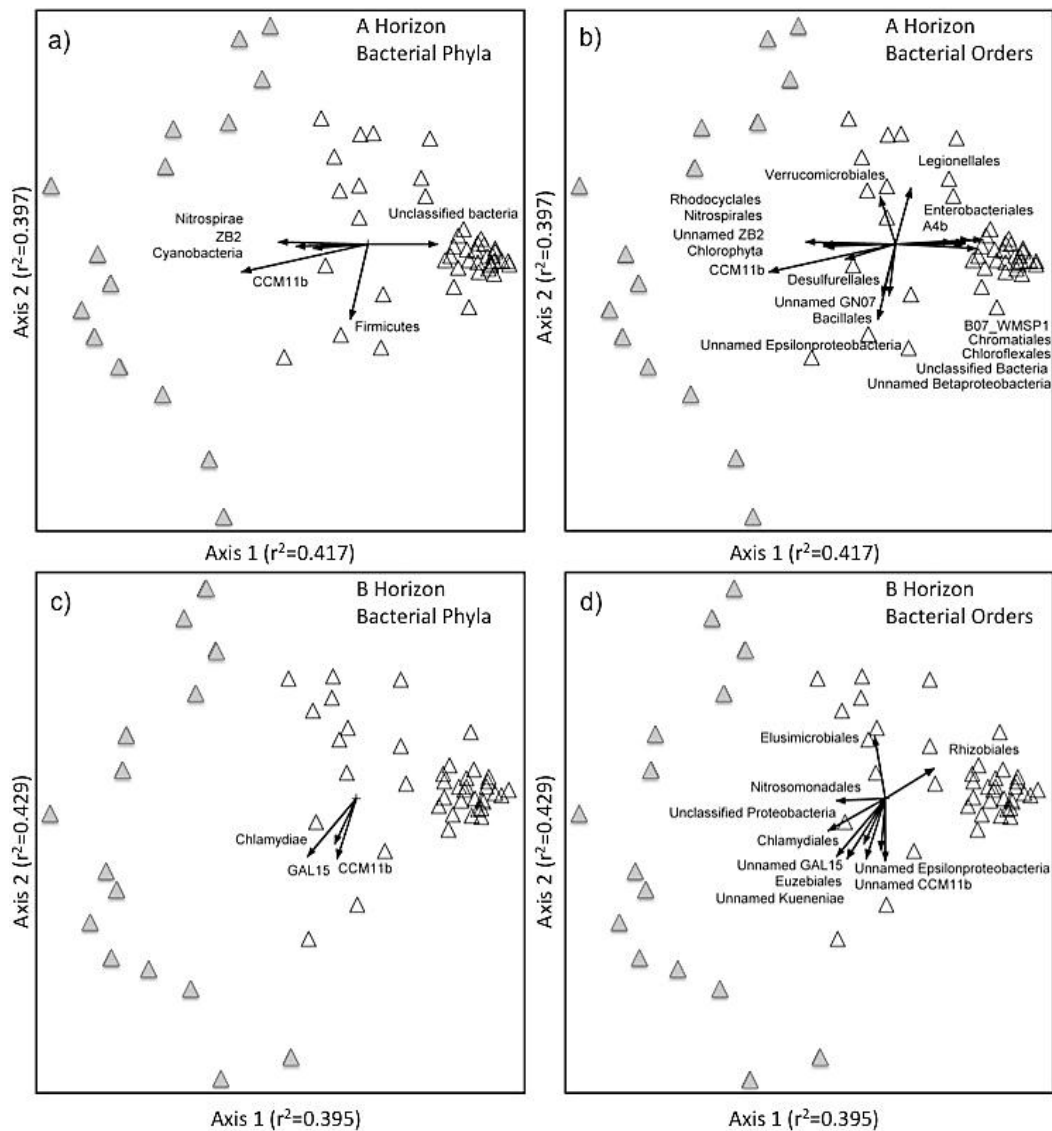 a)
A Horizon
Bacterial Phyla
Nitrospirae
ZB2
Cyanobacteria
CCM11b
Unclassified bacteria
Firmicutes
Axis 2 (r²=0.397)
Axis 1 (r²=0.417)
b)
A Horizon
Bacterial Orders
Legionellales
Verrucomicrobiales
Rhodocyclales
Nitrospirales
Unnamed ZB2
Chlorophyta
CCM11b
Enterobacteriales
A4b
Desulfurellales
Unnamed GN07
Bacillales
Unnamed Epsilonproteobacteria
B07_WMSP1
Chromatiales
Chloroflexales
Unclassified Bacteria
Unnamed Betaproteobacteria
Axis 2 (r²=0.397)
Axis 1 (r²=0.417)
c)
B Horizon
Bacterial Phyla
Chlamydiae
GAL15
CCM11b
Axis 2 (r²=0.429)
Axis 1 (r²=0.395)
d)
B Horizon
Bacterial Orders
Elusimicrobiales
Rhizobiales
Nitrosomonadales
Unclassified Proteobacteria
Chlamydiales
Unnamed GAL15
Euzebiales
Unnamed Kueneniae
Unnamed Epsilonproteobacteria
Unnamed CCM11b
Axis 2 (r²=0.429)
Axis 1 (r²=0.395)